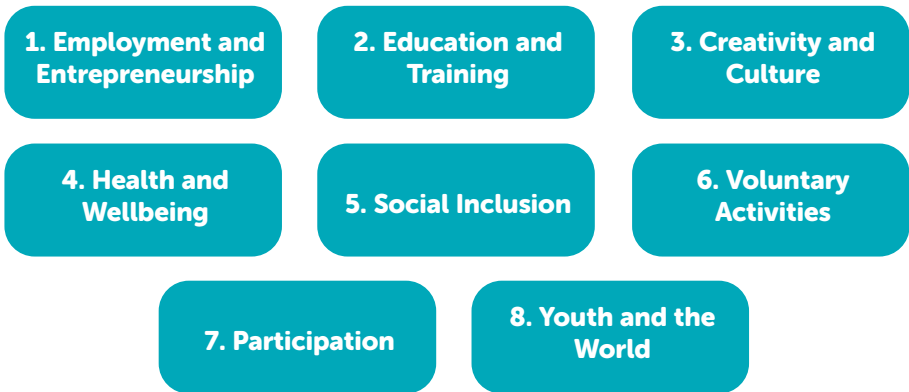 1. Employment and
Entrepreneurship
2. Education and
Training
3. Creativity and
Culture
4. Health and
Wellbeing
5. Social Inclusion
6. Voluntary
Activities
7. Participation
8. Youth and the
World